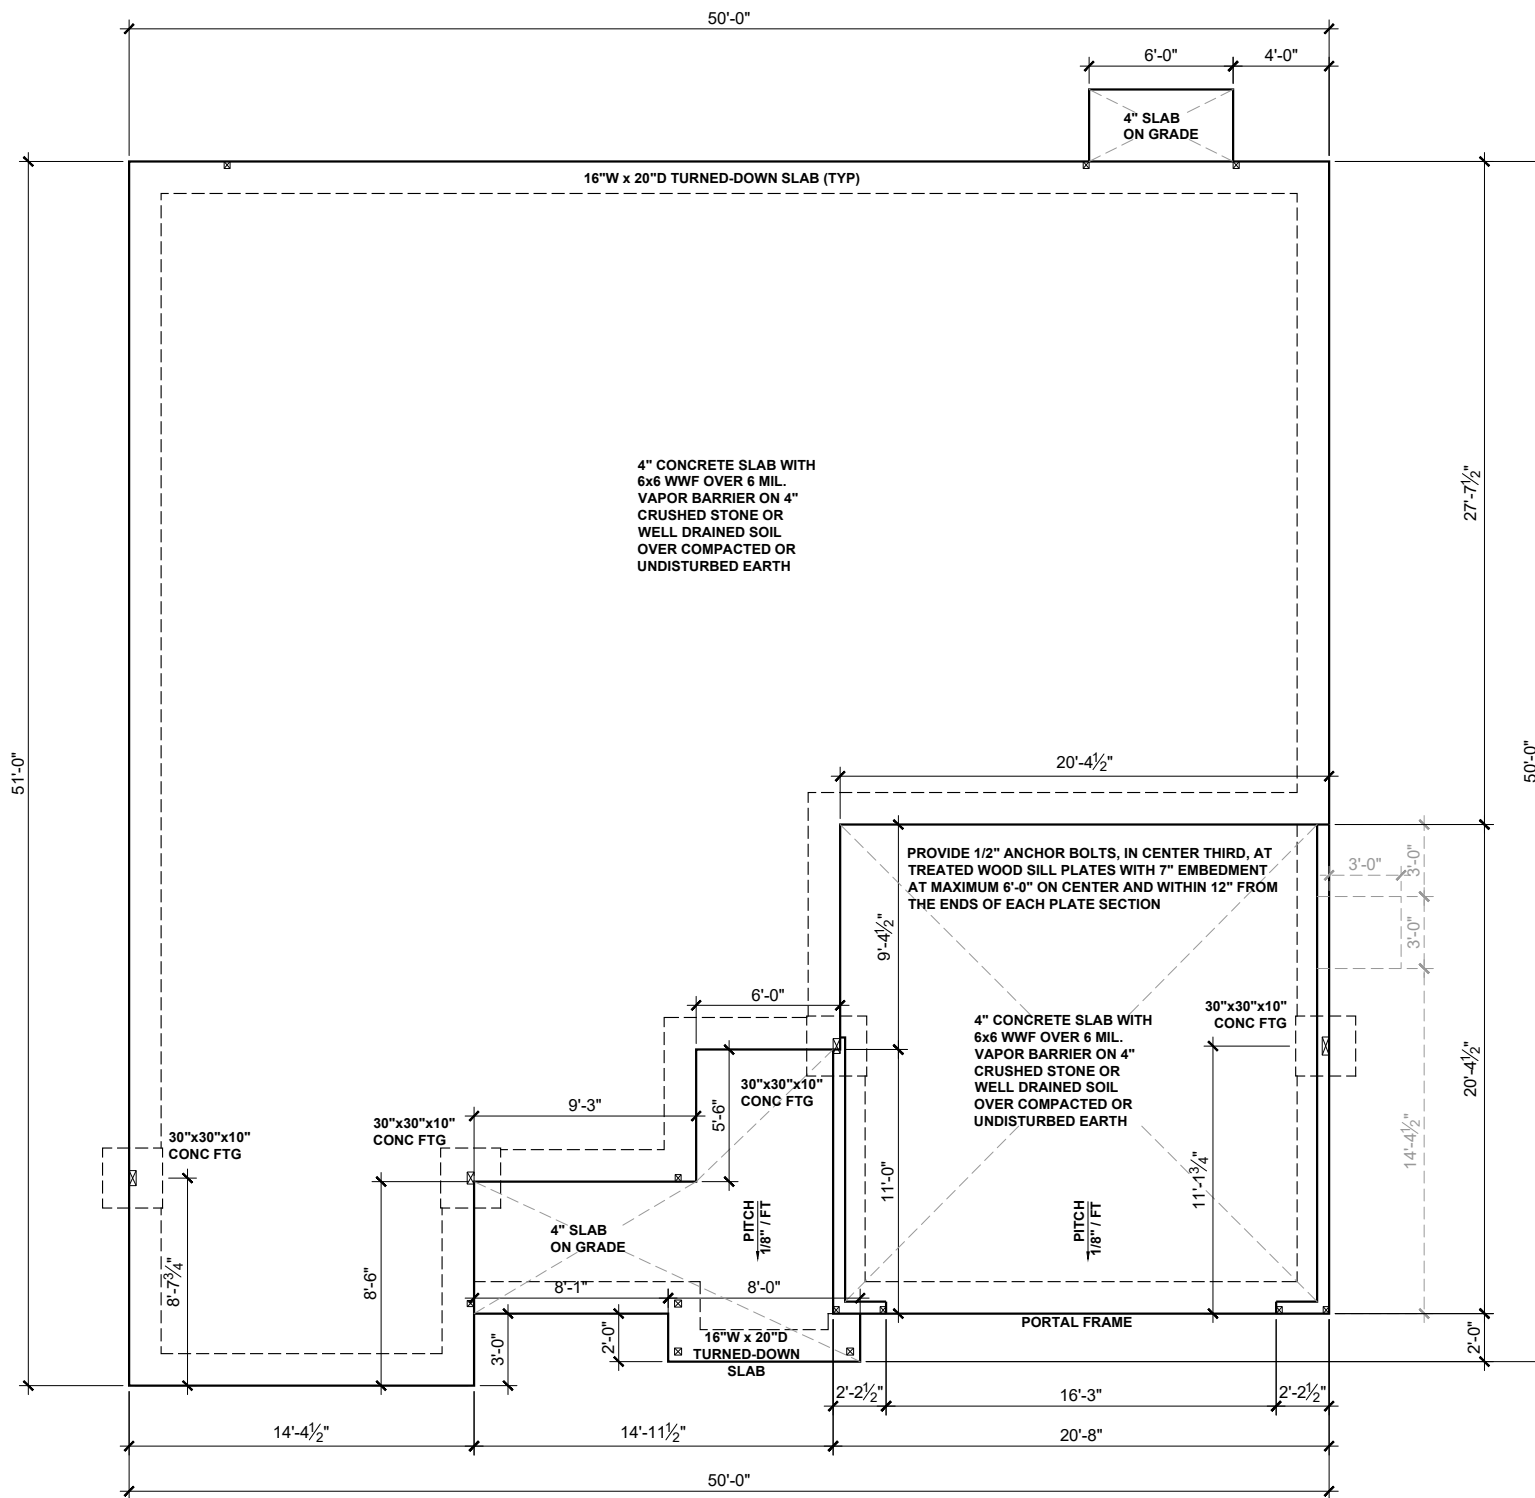 50'-0"
6'-0"
4'-0"
4" SLAB
ON GRADE
16"W x 20"D TURNED-DOWN SLAB (TYP)
4" CONCRETE SLAB WITH
6x6 WWF OVER 6 MIL.
VAPOR BARRIER ON 4"
CRUSHED STONE OR
WELL DRAINED SOIL
OVER COMPACTED OR
UNDISTURBED EARTH
27'-7½"
51'-0"
50'-0"
20'-4½"
PROVIDE 1/2" ANCHOR BOLTS, IN CENTER THIRD, AT
TREATED WOOD SILL PLATES WITH 7" EMBEDMENT
AT MAXIMUM 6'-0" ON CENTER AND WITHIN 12" FROM
THE ENDS OF EACH PLATE SECTION
3'-0"
3'-0"
3'-0"
9'-4½"
6'-0"
30"x30"x10"
CONC FTG
4" CONCRETE SLAB WITH
6x6 WWF OVER 6 MIL.
VAPOR BARRIER ON 4"
CRUSHED STONE OR
WELL DRAINED SOIL
OVER COMPACTED OR
UNDISTURBED EARTH
20'-4½"
14'-4½"
30"x30"x10"
CONC FTG
9'-3"
5'-6"
30"x30"x10"
CONC FTG
30"x30"x10"
CONC FTG
11'-0"
11'-1¾"
PITCH
1/8" / FT
PITCH
1/8" / FT
4" SLAB
ON GRADE
8'-7¾"
8'-6"
8'-1"
8'-0"
PORTAL FRAME
3'-0"
2'-0"
16"W x 20"D
TURNED-DOWN
SLAB
2'-0"
2'-2½"
16'-3"
2'-2½"
14'-4½"
14'-11½"
20'-8"
50'-0"